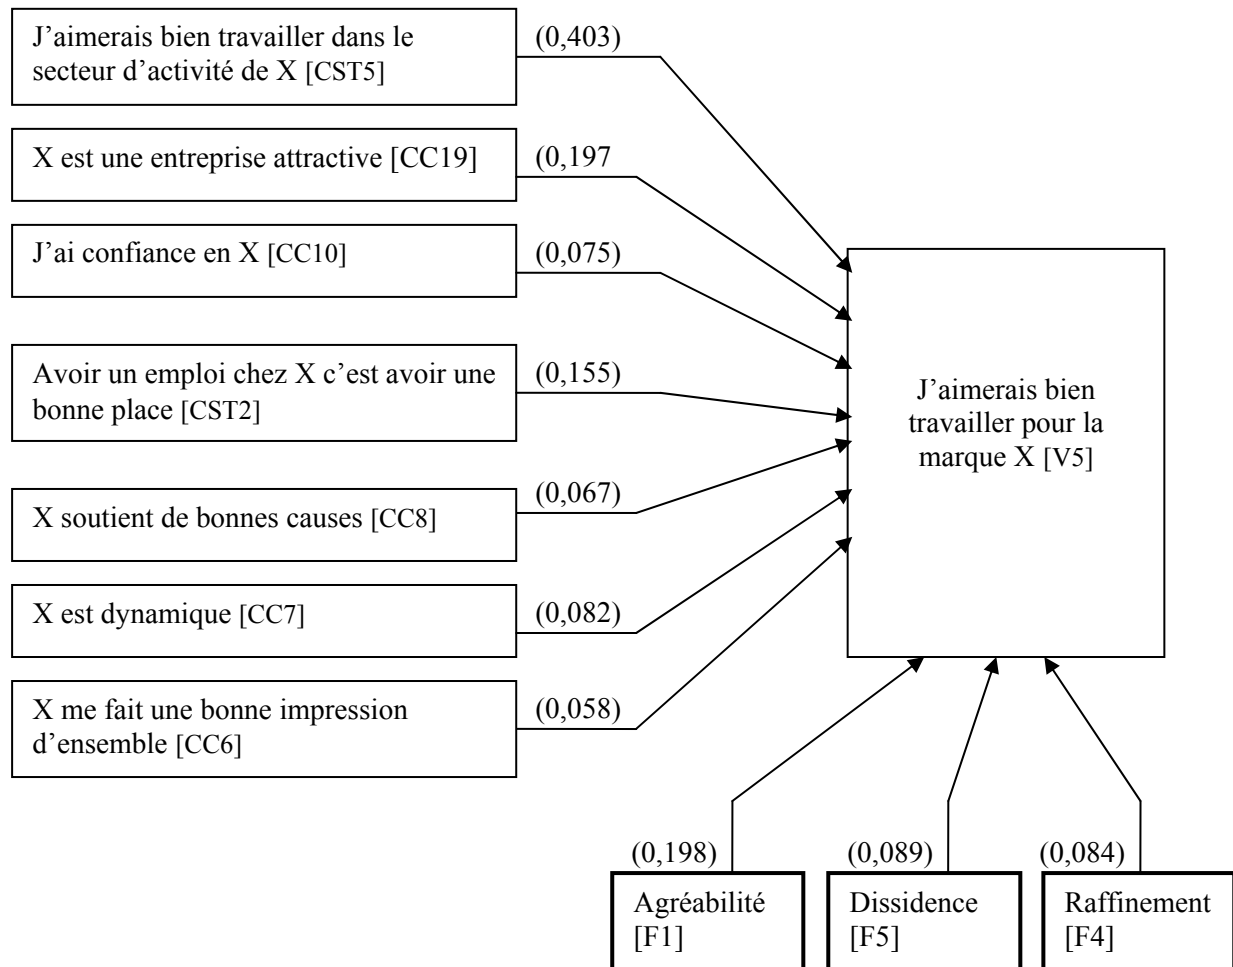 J’aimerais bien travailler dans le
secteur d’activité de X [CST5]
(0,403)
X est une entreprise attractive [CC19]
(0,197
J’ai confiance en X [CC10]
(0,075)
Avoir un emploi chez X c’est avoir une
bonne place [CST2]
(0,155)
X soutient de bonnes causes [CC8]
(0,067)
X est dynamique [CC7]
(0,082)
X me fait une bonne impression
d’ensemble [CC6]
(0,058)
J’aimerais bien
travailler pour la
marque X [V5]
(0,198)
Agréabilité
[F1]
(0,089)
Dissidence
[F5]
(0,084)
Raffinement
[F4]